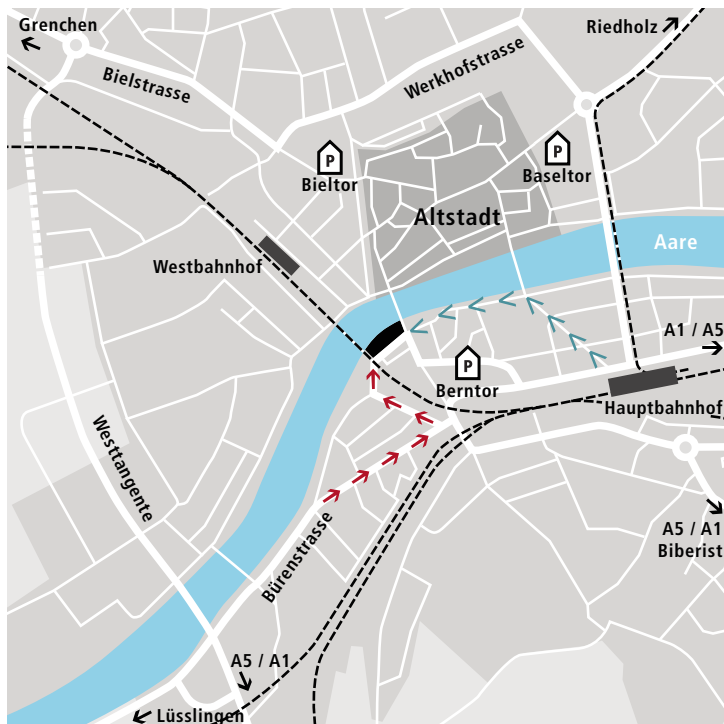 Grenchen
Riedholz
Bielstrasse
Werkhofstrasse
P
Bieltor
P
Baseltor
Altstadt
Westbahnhof
Aare
A1 / A5
P
Berntor
Hauptbahnhof
Westtangente
Bürenstrasse
A5 / A1
Biberist
A5 / A1
Lüsslingen